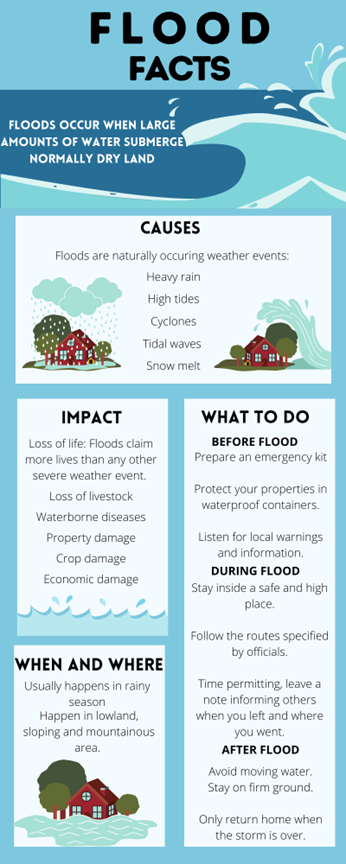 FLOOD
FACTS
FLOODS OCCUR WHEN LARGE
AMOUNTS OF WATER SUBMERGE
NORMALLY DRY LAND
CAUSES
Floods are naturally occuring weather events:
Heavy rain
High tides
Cyclones
Tidal waves
Snow melt
IMPACT
Loss of life: Floods claim
more lives than any other
severe weather event.
Loss of livestock
Waterborne diseases
Property damage
Crop damage
Economic damage
WHEN AND WHERE
Usually happens in rainy
season
Happen in lowland,
sloping and mountainous
area.
WHAT TO DO
BEFORE FLOOD
Prepare an emergency kit
Protect your properties in
waterproof containers.
Listen for local warnings
and information.
DURING FLOOD
Stay inside a safe and high
place.
Follow the routes specified
by officials.
Time permitting, leave a
note informing others
when you left and where
you went.
AFTER FLOOD
Avoid moving water.
Stay on firm ground.
Only return home when
the storm is over.